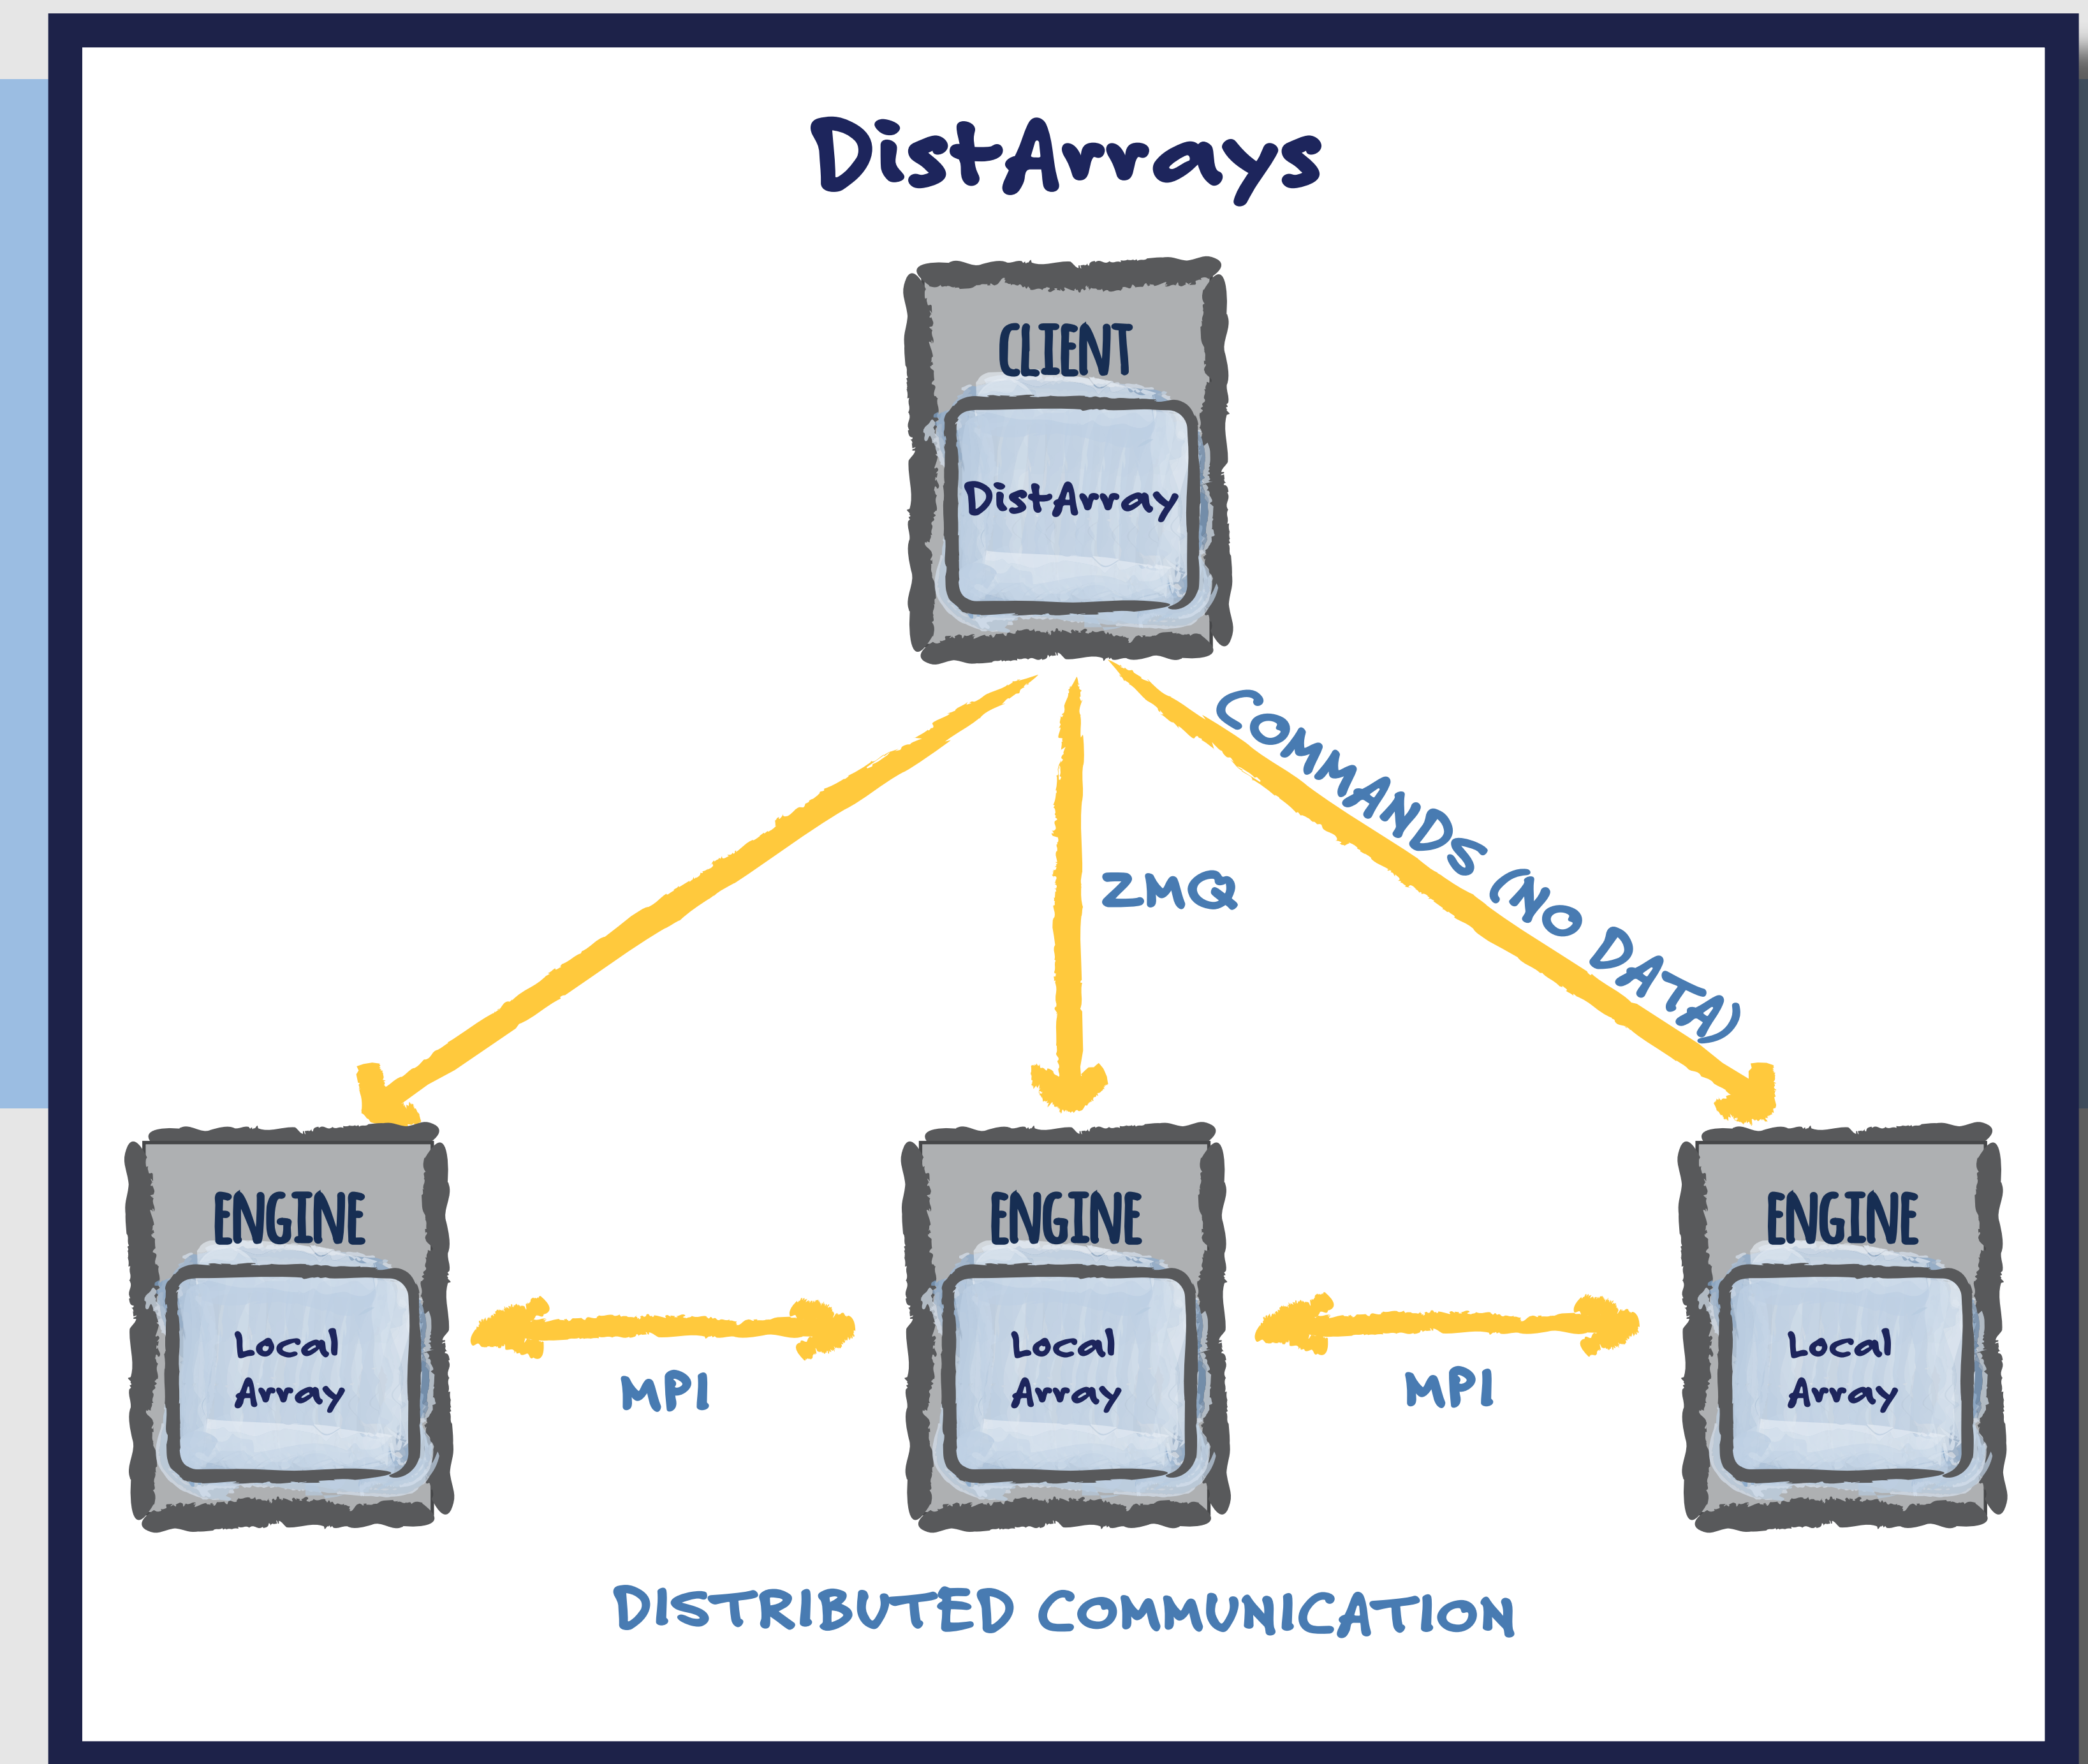 DistArrays
CLIENT
DistArray
COMMANDS (NO DATA)
ZMQ
ENGINE
Local
Array
ENGINE
Local
Array
ENGINE
Local
Array
MPI
MPI
DISTRIBUTED COMMUNICATION